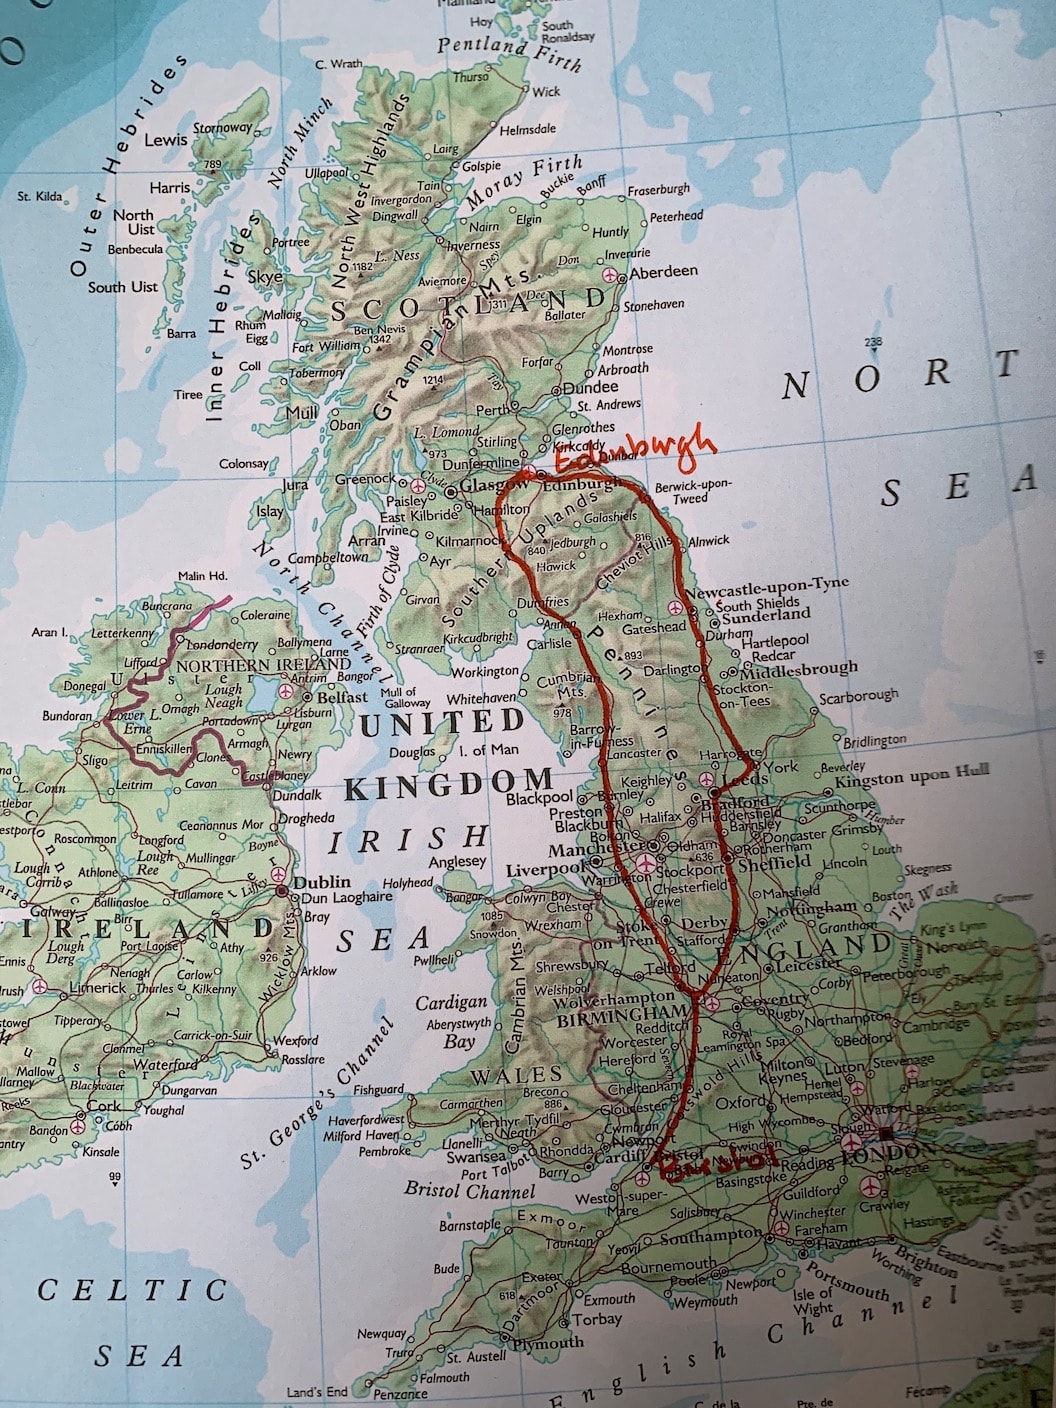 O
C
Mainland
Hoy
South
Ronaldsay
Pentland Firth
C. Wrath
Thurso
Wick
Outer Hebrides
Lewis
Stornoway
North Minch
789
North West Highlands
Helmsdale
Lairg
Golspie
St. Kilda
Harris
Ullapool
Tain
Invergordon
Dingwall
Moray Firth
Buckie
Banff
Fraserburgh
North
Uist
Benbecula
Nairn
Elgin
Peterhead
Huntly
Inner Hebrides
Portree
Inverness
L. Ness
Spey
Don
Inverurie
South Uist
Skye
1182
Aviemore
Aberdeen
SCOTLAND
Grampian Mts.
1311
Dee
Ballater
Stonehaven
Barra
Mallaig
Rhum
Eigg
Ben Nevis
1342
Fort William
238
Coll
Tobermory
Forfar
Montrose
Arbroath
Tiree
1214
Tay
Dundee
NORT
Mull
Oban
Perth
St. Andrews
L. Lomond
Glenrothes
Stirling
Kirkcaldy
Edinburgh
Colonsay
973
Dunfermline
Dunbar
SEA
Jura
Greenock
Clyde
Glasgow
Edinburgh
Berwick-upon-
Tweed
Islay
Paisley
Hamilton
East Kilbride
Galashiels
Arran
Irvine
Kilmarnock
Southern Uplands
816
Alnwick
North Channel
Campbeltown
Firth of Clyde
Ayr
840
Jedburgh
Hawick
Cheviot Hills
Malin Hd.
Girvan
Newcastle-upon-Tyne
Buncrana
Coleraine
Dumfries
South Shields
Sunderland
Aran I.
Letterkenny
Londonderry
Ballymena
Stranraer
Kirkcudbright
Annan
Hexham
Gateshead
Durham
Larne
Carlisle
Hartlepool
Lifford
NORTHERN IRELAND
Bangor
Pennines
893
Redcar
Donegal
Ulster
Antrim
Workington
Darlington
Middlesbrough
Lough
Neagh
Omagh
Belfast
Mull of
Galloway
Whitehaven
Cumbrian
Mts.
978
Stockton-
on-Tees
Bundoran
Lower L.
Erne
Portadown
Lisburn
Lurgan
UNITED
KINGDOM
Scarborough
Enniskillen
Armagh
Douglas
I. of Man
Barrow-
in-Furness
Lancaster
Harrogate
Bridlington
Sligo
Clones
Newry
York
Beverley
Leitrim
Cavan
Castleblaney
Keighley
Leeds
Kingston upon Hull
L. Conn
Dundalk
Blackpool
Burnley
Bradford
Preston
Halifax
Huddersfield
Scunthorpe
Humber
Ceanannus Mor
Drogheda
IRISH
Blackburn
Barnsley
Grimsby
Connacht
Roscommon
Longford
Boyne
Bolton
Doncaster
Lough
Ree
Mullingar
Anglesey
Manchester
Oldham
Rotherham
Louth
Lough
Corrib
Athlone
Liverpool
636
Sheffield
Lincoln
Holyhead
Stockport
Skegness
Tullamore
Liffey
Dublin
Warrington
Chesterfield
Ballinasloe
Dun Laoghaire
Bangor
Colwyn Bay
Crewe
Mansfield
The Wash
Cromer
Galway
Birr
Bray
1085
Chester
Nottingham
Boston
IRELAND
SEA
Snowdon
Wrexham
Derby
Trent
Grantham
King's Lynn
Lough
Derg
Port Laoise
Athy
926
Wicklow Mts.
Stoke
on Trent
Stafford
ENGLAND
Norwich
Ennis
Pwllheli
Cambrian Mts.
Shrewsbury
Nenagh
Carlow
Arklow
Telford
Nuneaton
Leicester
Peterborough
Thetford
Limerick
Thurles
Kilkenny
Leinster
Cardigan
Bay
Welshpool
Wolverhampton
Corby
Aberystwyth
BIRMINGHAM
Coventry
Ely
Bury St. Edmunds
Tipperary
Rugby
Redditch
Northampton
Cambridge
Ipswich
Carrick-on-Suir
Wexford
Rosslare
Worcester
Royal
Leamington Spa
Bedford
Clonmel
Waterford
Hereford
Severn
Milton
Keynes
Colchester
Mallow
Munster
St. George's Channel
Fishguard
WALES
Cheltenham
Cotswold Hills
Luton
Stevenage
Blackwater
Dungarvan
Brecon
Hemel
Hempstead
Harlow
Chelmsford
Cork
Youghal
Carmarthen
886
Gloucester
Oxford
Haverfordwest
Merthyr Tydfil
Cwmbran
High Wycombe
Watford
Basildon
Southend-on-
Bandon
Cóbh
Milford Haven
Llanelli
Neath
Newport
Slough
Kinsale
Pembroke
Swansea
Rhondda
Cardiff
Bristol
Swindon
LONDON
99
Port Talbot
Barry
Bristol
Reading
Reigate
Bristol Channel
Basingstoke
Guildford
Weston-super-
Mare
Crawley
Ashford
Folkestone
Barnstaple
Exmoor
Salisbury
Winchester
Hastings
Taunton
Yeovil
Southampton
Fareham
Havant
Eastbourne
Bude
Bournemouth
Brighton
Worthing
CELTIC
SEA
Exeter
Poole
Newport
Portsmouth
618
Dartmoor
Exmouth
Weymouth
Isle of
Wight
Newquay
Torbay
Truro
Plymouth
St. Austell
English Channel
Land's End
Falmouth
Penzance
Fécamp
Dieppe